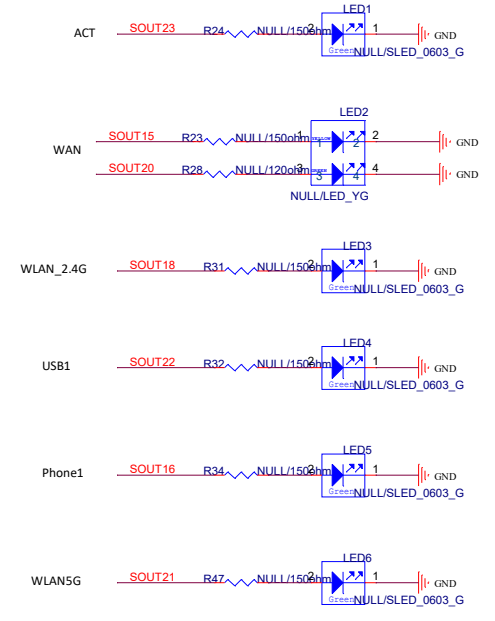 LED1
ACT SOUT23 R24 NULL/150ohm 2 1 GND
Green NULL/SLED_0603_G
LED2
WAN
SOUT15 R23 NULL/150ohm 1 1 2 2 GND
SOUT20 R28 NULL/120ohm 3 3 4 4 GND
NULL/LED_YG
LED3
WLAN_2.4G SOUT18 R31 NULL/150ohm 2 1 GND
Green NULL/SLED_0603_G
LED4
USB1 SOUT22 R32 NULL/150ohm 2 1 GND
Green NULL/SLED_0603_G
LED5
Phone1 SOUT16 R34 NULL/150ohm 2 1 GND
Green NULL/SLED_0603_G
LED6
WLAN5G SOUT21 R47 NULL/150ohm 2 1 GND
Green NULL/SLED_0603_G